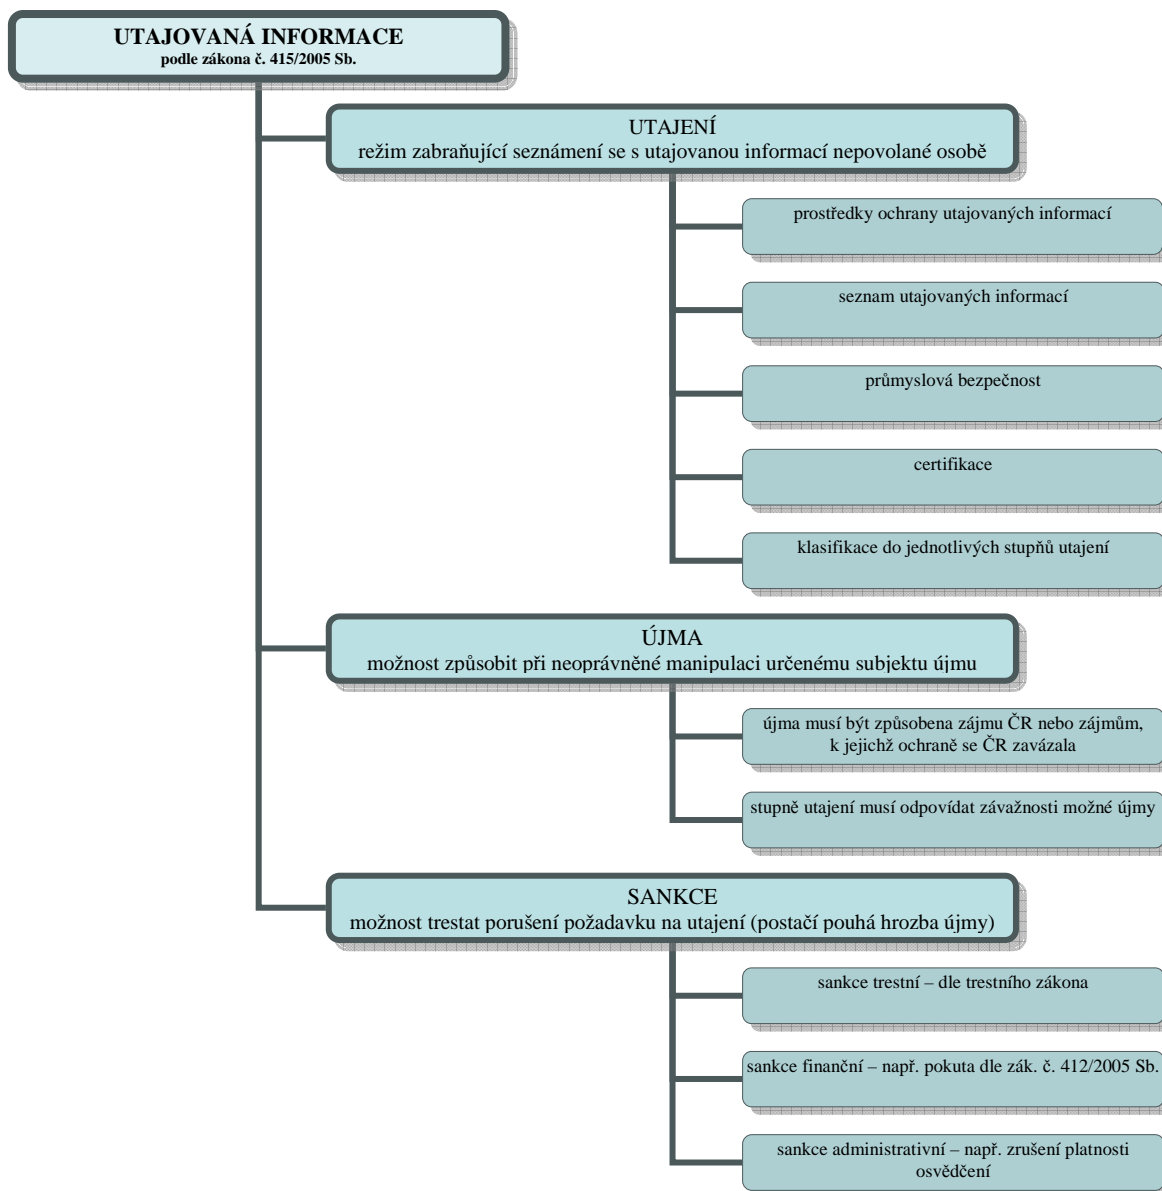 UTAJOVANÁ INFORMACE
podle zákona č. 415/2005 Sb.
UTAJENÍ
režim zabraňující seznámení se s utajovanou informací nepovolané osobě
prostředky ochrany utajovaných informací
seznam utajovaných informací
průmyslová bezpečnost
certifikace
klasifikace do jednotlivých stupňů utajení
ÚJMA
možnost způsobit při neoprávněné manipulaci určenému subjektu újmu
újma musí být způsobena zájmu ČR nebo zájmům,
k jejichž ochraně se ČR zavázala
stupně utajení musí odpovídat závažnosti možné újmy
SANKCE
možnost trestat porušení požadavku na utajení (postačí pouhá hrozba újmy)
sankce trestní – dle trestního zákona
sankce finanční – např. pokuta dle zák. č. 412/2005 Sb.
sankce administrativní – např. zrušení platnosti
osvědčení